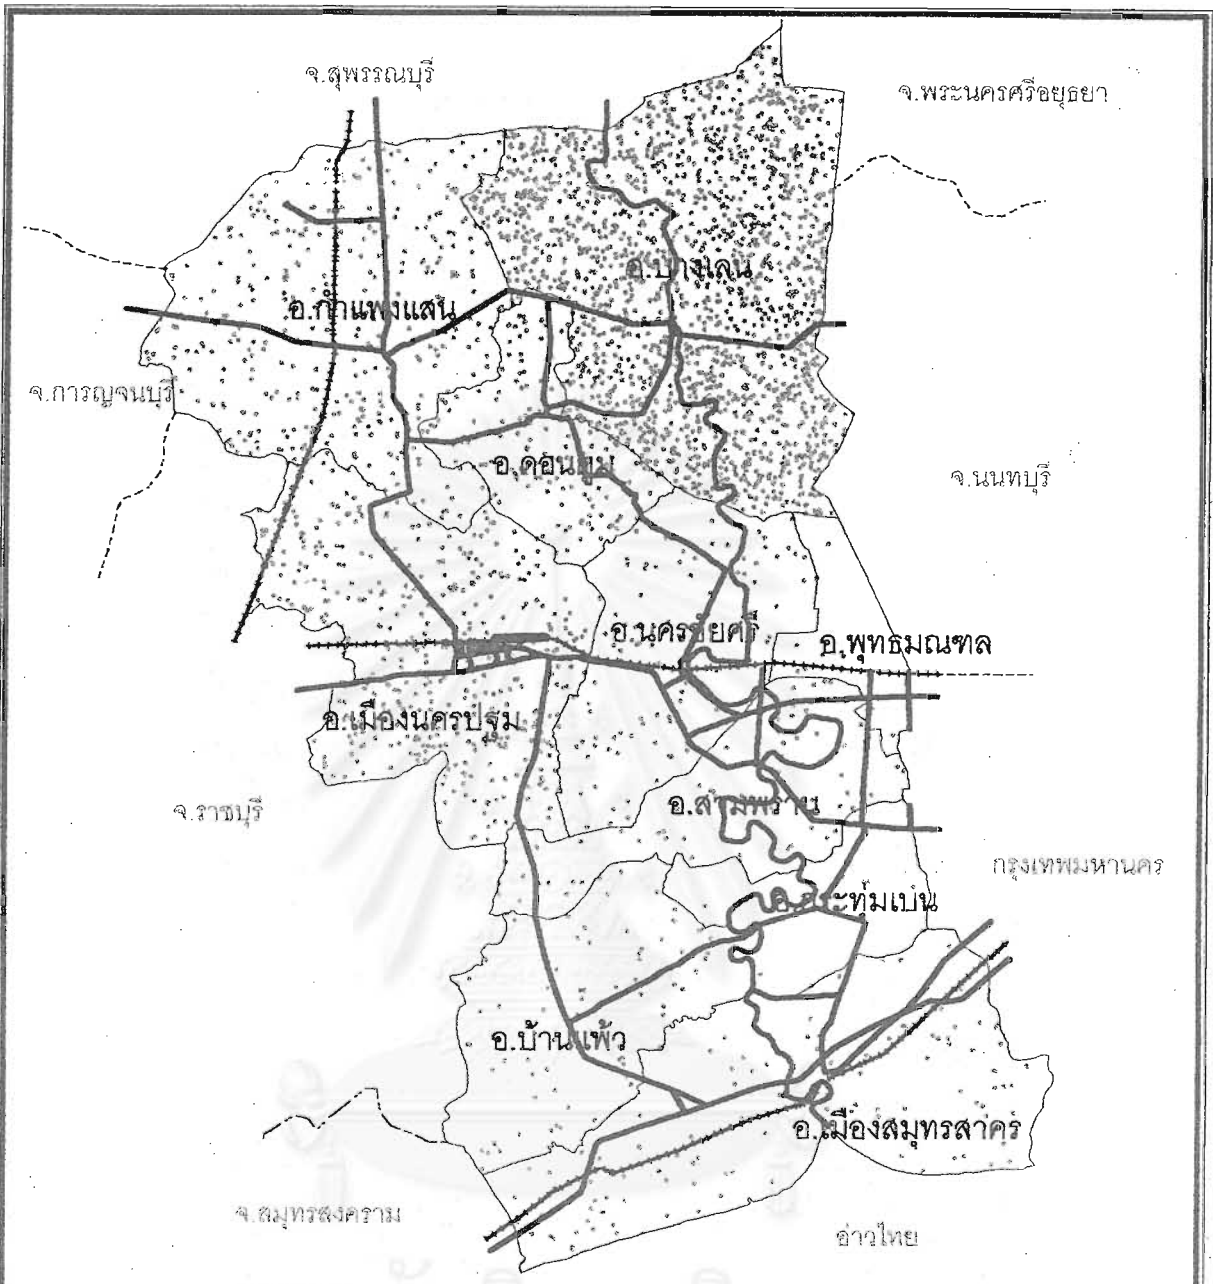 จ.สุพรรณบุรี
จ.พระนครศรีอยุธยา
อ.บางเลน
อ.กำแพงแสน
จ.การญจนบุรี
อ.ดอนตูม
จ.นนทบุรี
อ.นครชัยศรี
อ.พุทธมณฑล
อ.เมืองนครปฐม
อ.สามพราน
จ.ราชบุรี
กรุงเทพมหานคร
อ.กระทุ่มแบน
อ.บ้านแพ้ว
อ.เมืองสมุทรสาคร
จ.สมุทรสงคราม
อ่าวไทย